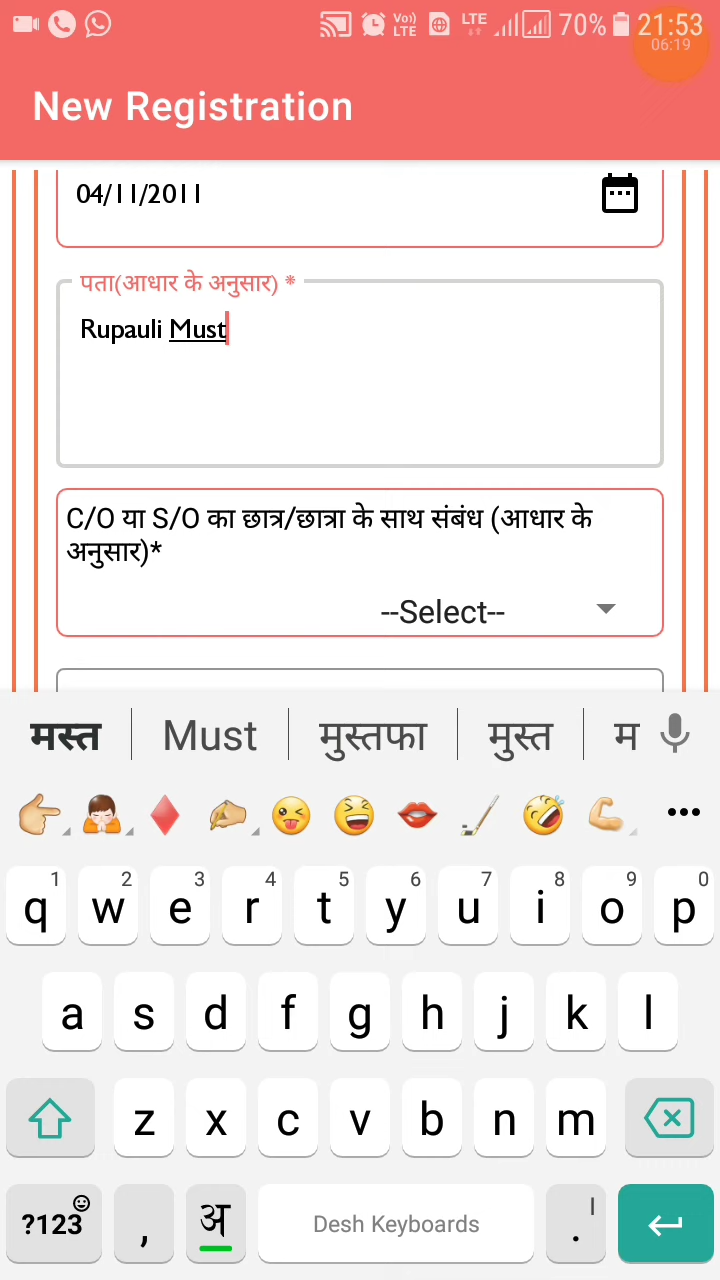 Vo))
LTE
LTE
70%
21:53
06:19
New Registration
04/11/2011
पता(आधार के अनुसार) *
Rupauli Must
C/O या S/O का छात्र/छात्रा के साथ संबंध (आधार के
अनुसार)*
--Select--
मस्त
Must
मुस्तफा
मुस्त
म
1 2 3 4 5 6 7 8 9 0
q w e r t y u i o p
a s d f g h j k l
z x c v b n m
?123 , अ Desh Keyboards . |